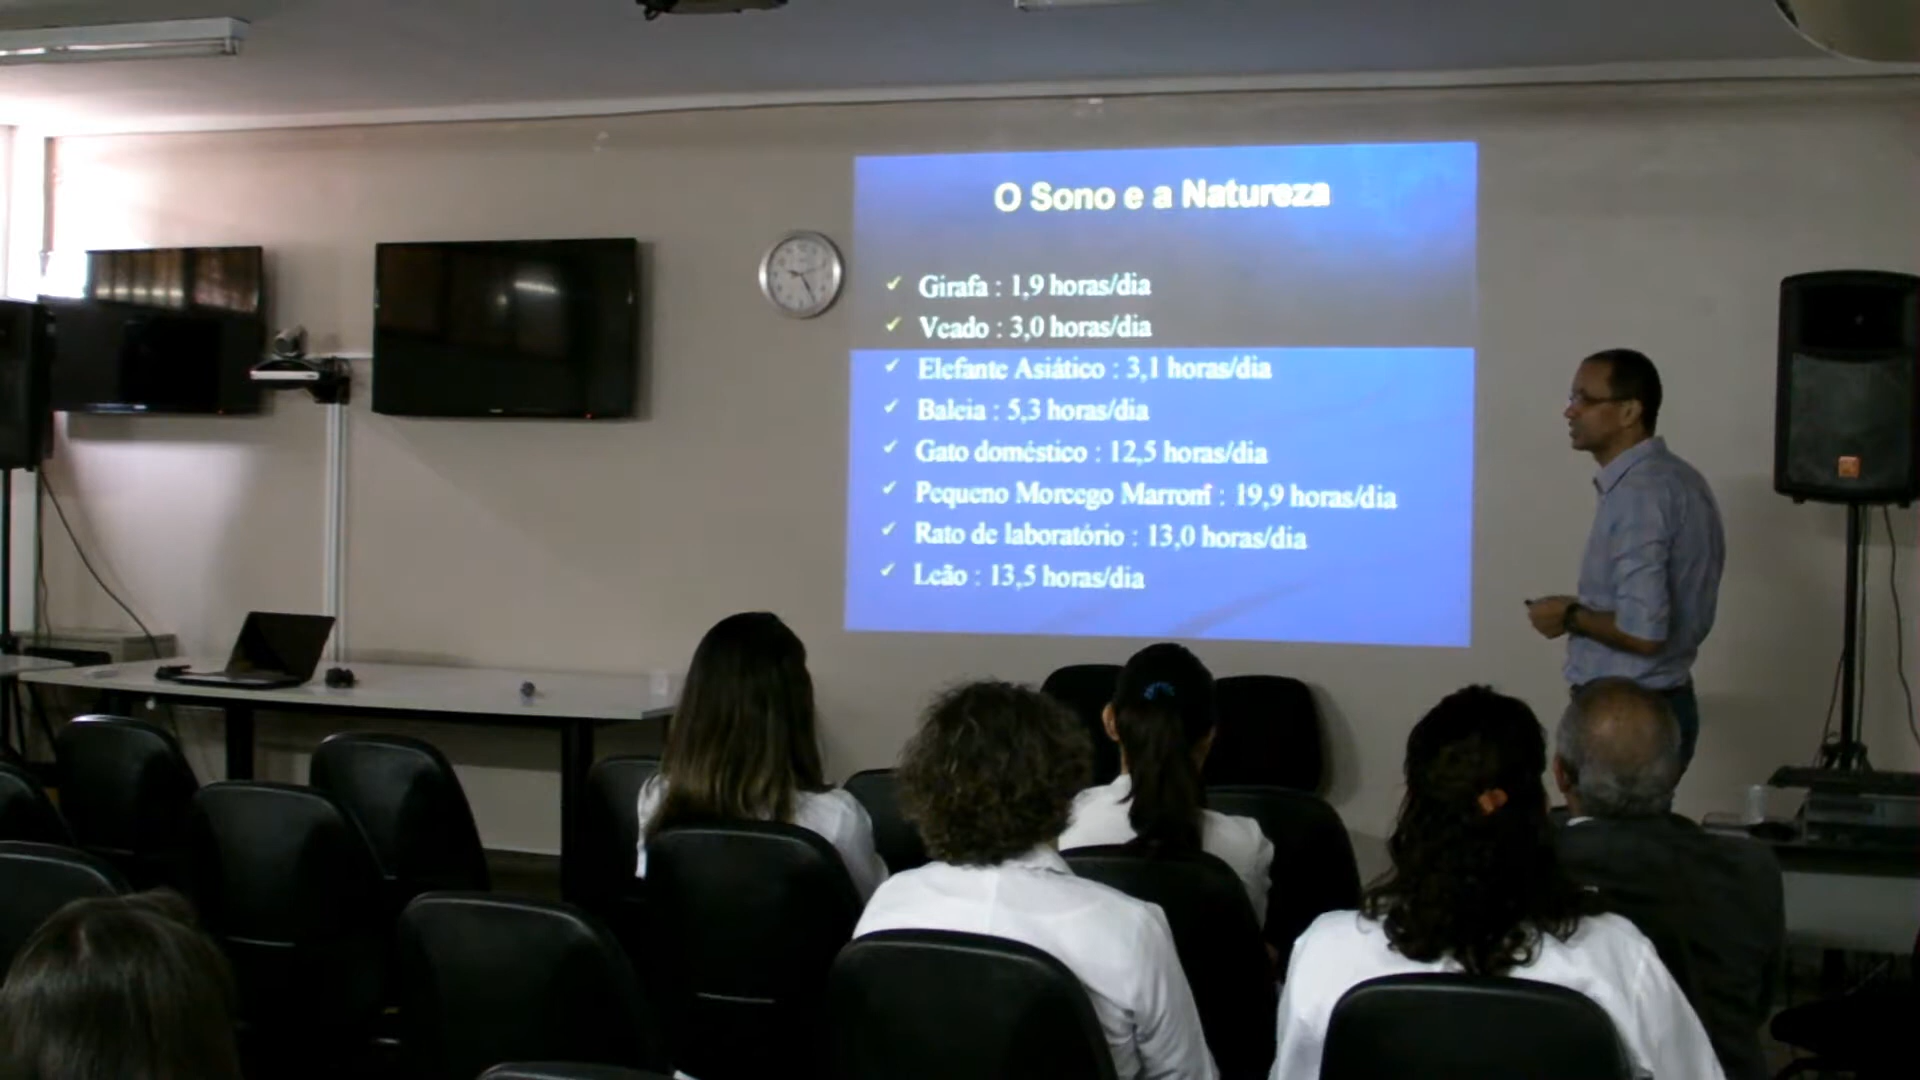 O Sono e a Natureza
Girafa : 1,9 horas/dia
Veado : 3,0 horas/dia
Elefante Asiático : 3,1 horas/dia
Baleia : 5,3 horas/dia
Gato doméstico : 12,5 horas/dia
Pequeno Morcego Marrom : 19,9 horas/dia
Rato de laboratório : 13,0 horas/dia
Leão : 13,5 horas/dia